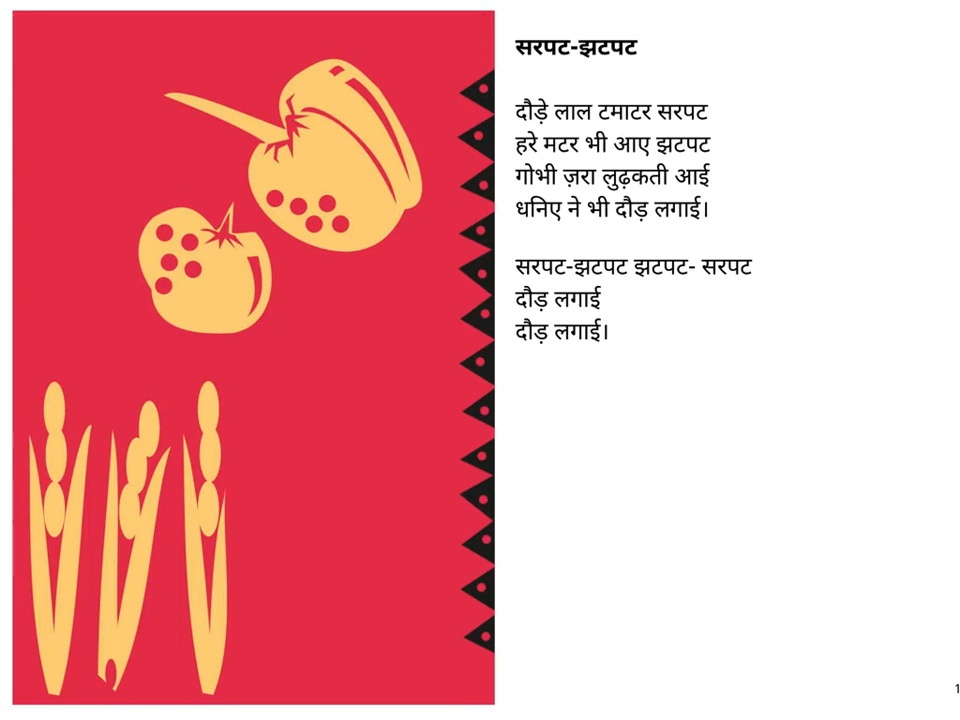 सरपट-झटपट
दौड़े लाल टमाटर सरपट
हरे मटर भी आए झटपट
गोभी ज़रा लुढ़कती आई
धनिए ने भी दौड़ लगाई।
सरपट-झटपट झटपट- सरपट
दौड़ लगाई
दौड़ लगाई।
1